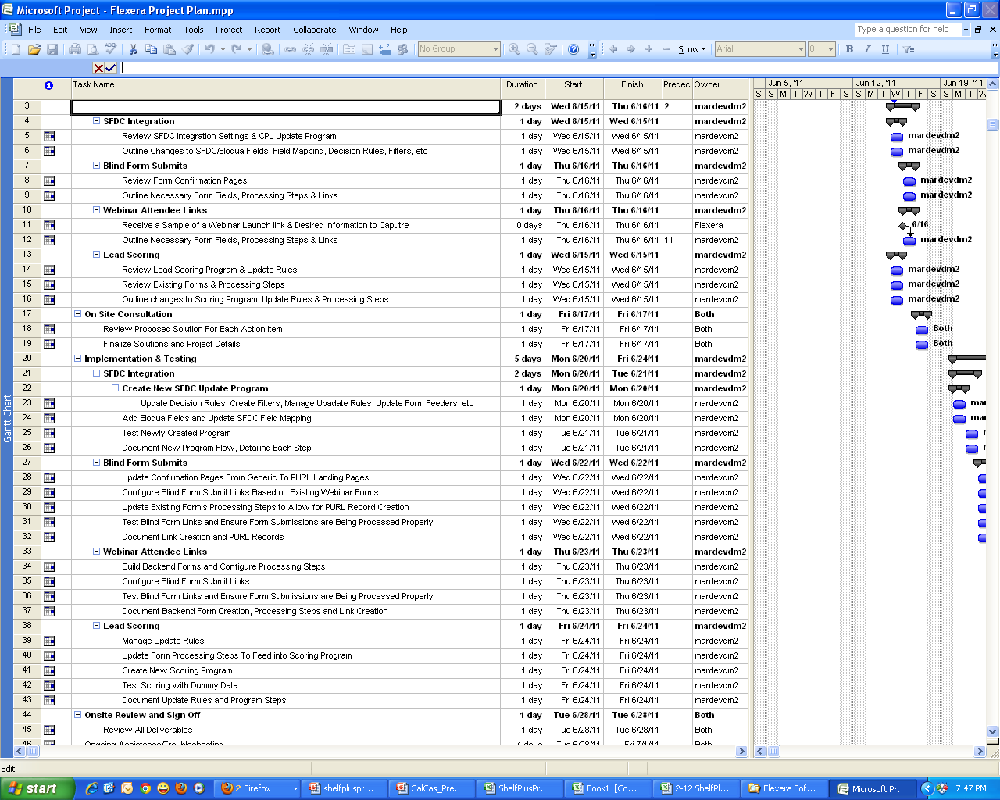 Microsoft Project - Flexera Project Plan.mpp
File Edit View Insert Format Tools Project Report Collaborate Window Help Type a question for help
No Group Show Arial 8 B I U
Task Name Duration Start Finish Predec Owner Jun 5, '11 Jun 12, '11 Jun 19, '11
S S M T W T F S S M T W T F S S M T W
3 2 days Wed 6/15/11 Thu 6/16/11 2 mardevdm2
4 SFDC Integration 1 day Wed 6/15/11 Wed 6/15/11 mardevdm2
5 Review SFDC Integration Settings & CPL Update Program 1 day Wed 6/15/11 Wed 6/15/11 mardevdm2 mardevdm2
6 Outline Changes to SFDC/Eloqua Fields, Field Mapping, Decision Rules, Filters, etc 1 day Wed 6/15/11 Wed 6/15/11 mardevdm2 mardevdm2
7 Blind Form Submits 1 day Thu 6/16/11 Thu 6/16/11 mardevdm2
8 Review Form Confirmation Pages 1 day Thu 6/16/11 Thu 6/16/11 mardevdm2 mardevdm2
9 Outline Necessary Form Fields, Processing Steps & Links 1 day Thu 6/16/11 Thu 6/16/11 mardevdm2 mardevdm2
10 Webinar Attendee Links 1 day Thu 6/16/11 Thu 6/16/11 mardevdm2
11 Receive a Sample of a Webinar Launch link & Desired Information to Caputre 0 days Thu 6/16/11 Thu 6/16/11 Flexera 6/16
12 Outline Necessary Form Fields, Processing Steps & Links 1 day Thu 6/16/11 Thu 6/16/11 11 mardevdm2 mardevdm2
13 Lead Scoring 1 day Wed 6/15/11 Wed 6/15/11 mardevdm2
14 Review Lead Scoring Program & Update Rules 1 day Wed 6/15/11 Wed 6/15/11 mardevdm2 mardevdm2
15 Review Existing Forms & Processing Steps 1 day Wed 6/15/11 Wed 6/15/11 mardevdm2 mardevdm2
16 Outline changes to Scoring Program, Update Rules & Processing Steps 1 day Wed 6/15/11 Wed 6/15/11 mardevdm2 mardevdm2
17 On Site Consultation 1 day Fri 6/17/11 Fri 6/17/11 Both
18 Review Proposed Solution For Each Action Item 1 day Fri 6/17/11 Fri 6/17/11 Both Both
19 Finalize Solutions and Project Details 1 day Fri 6/17/11 Fri 6/17/11 Both Both
20 Implementation & Testing 5 days Mon 6/20/11 Fri 6/24/11 mardevdm2
21 SFDC Integration 2 days Mon 6/20/11 Tue 6/21/11 mardevdm2
22 Create New SFDC Update Program 1 day Mon 6/20/11 Mon 6/20/11 mardevdm2
23 Update Decision Rules, Create Filters, Manage Upadate Rules, Update Form Feeders, etc 1 day Mon 6/20/11 Mon 6/20/11 mardevdm2 mar
24 Add Eloqua Fields and Update SFDC Field Mapping 1 day Mon 6/20/11 Mon 6/20/11 mardevdm2 mar
25 Test Newly Created Program 1 day Tue 6/21/11 Tue 6/21/11 mardevdm2
26 Document New Program Flow, Detailing Each Step 1 day Tue 6/21/11 Tue 6/21/11 mardevdm2
27 Blind Form Submits 1 day Wed 6/22/11 Wed 6/22/11 mardevdm2
28 Update Confirmation Pages From Generic To PURL Landing Pages 1 day Wed 6/22/11 Wed 6/22/11 mardevdm2
29 Configure Blind Form Submit Links Based on Existing Webinar Forms 1 day Wed 6/22/11 Wed 6/22/11 mardevdm2
30 Update Existing Form's Processing Steps to Allow for PURL Record Creation 1 day Wed 6/22/11 Wed 6/22/11 mardevdm2
31 Test Blind Form Links and Ensure Form Submissions are Being Processed Properly 1 day Wed 6/22/11 Wed 6/22/11 mardevdm2
32 Document Link Creation and PURL Records 1 day Wed 6/22/11 Wed 6/22/11 mardevdm2
33 Webinar Attendee Links 1 day Thu 6/23/11 Thu 6/23/11 mardevdm2
34 Build Backend Forms and Configure Processing Steps 1 day Thu 6/23/11 Thu 6/23/11 mardevdm2
35 Configure Blind Form Submit Links 1 day Thu 6/23/11 Thu 6/23/11 mardevdm2
36 Test Blind Form Links and Ensure Form Submissions are Being Processed Properly 1 day Thu 6/23/11 Thu 6/23/11 mardevdm2
37 Document Backend Form Creation, Processing Steps and Link Creation 1 day Thu 6/23/11 Thu 6/23/11 mardevdm2
38 Lead Scoring 1 day Fri 6/24/11 Fri 6/24/11 mardevdm2
39 Manage Update Rules 1 day Fri 6/24/11 Fri 6/24/11 mardevdm2
40 Update Form Processing Steps To Feed into Scoring Program 1 day Fri 6/24/11 Fri 6/24/11 mardevdm2
41 Create New Scoring Program 1 day Fri 6/24/11 Fri 6/24/11 mardevdm2
42 Test Scoring with Dummy Data 1 day Fri 6/24/11 Fri 6/24/11 mardevdm2
43 Document Update Rules and Program Steps 1 day Fri 6/24/11 Fri 6/24/11 mardevdm2
44 Onsite Review and Sign Off 1 day Tue 6/28/11 Tue 6/28/11 Both
45 Review All Deliverables 1 day Tue 6/28/11 Tue 6/28/11 Both
46 Ongoing Assistance/Troubleshooting Tue 6/28/11 Fri 7/1/11 Both
Gantt Chart
Edit
start 2 Firefox shelfpluspr... CalCas_Pre... ShelfPlusPr... Book1 [Co... 2-12 ShelfPl... Flexera Sof... Microsoft Pr... 7:47 PM